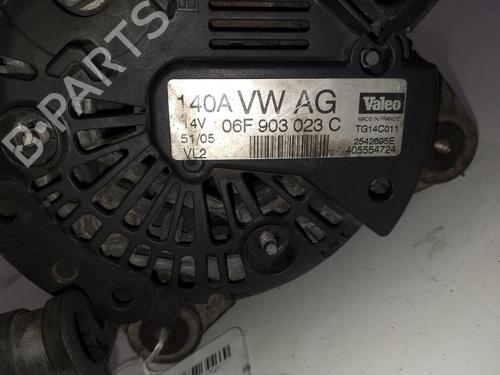 B-PARTS
140A VW AG
14V 06F 903 023 C
51/05
VL2
Valeo
MADE IN FRANCE
TG14C011
2542695E
405554724